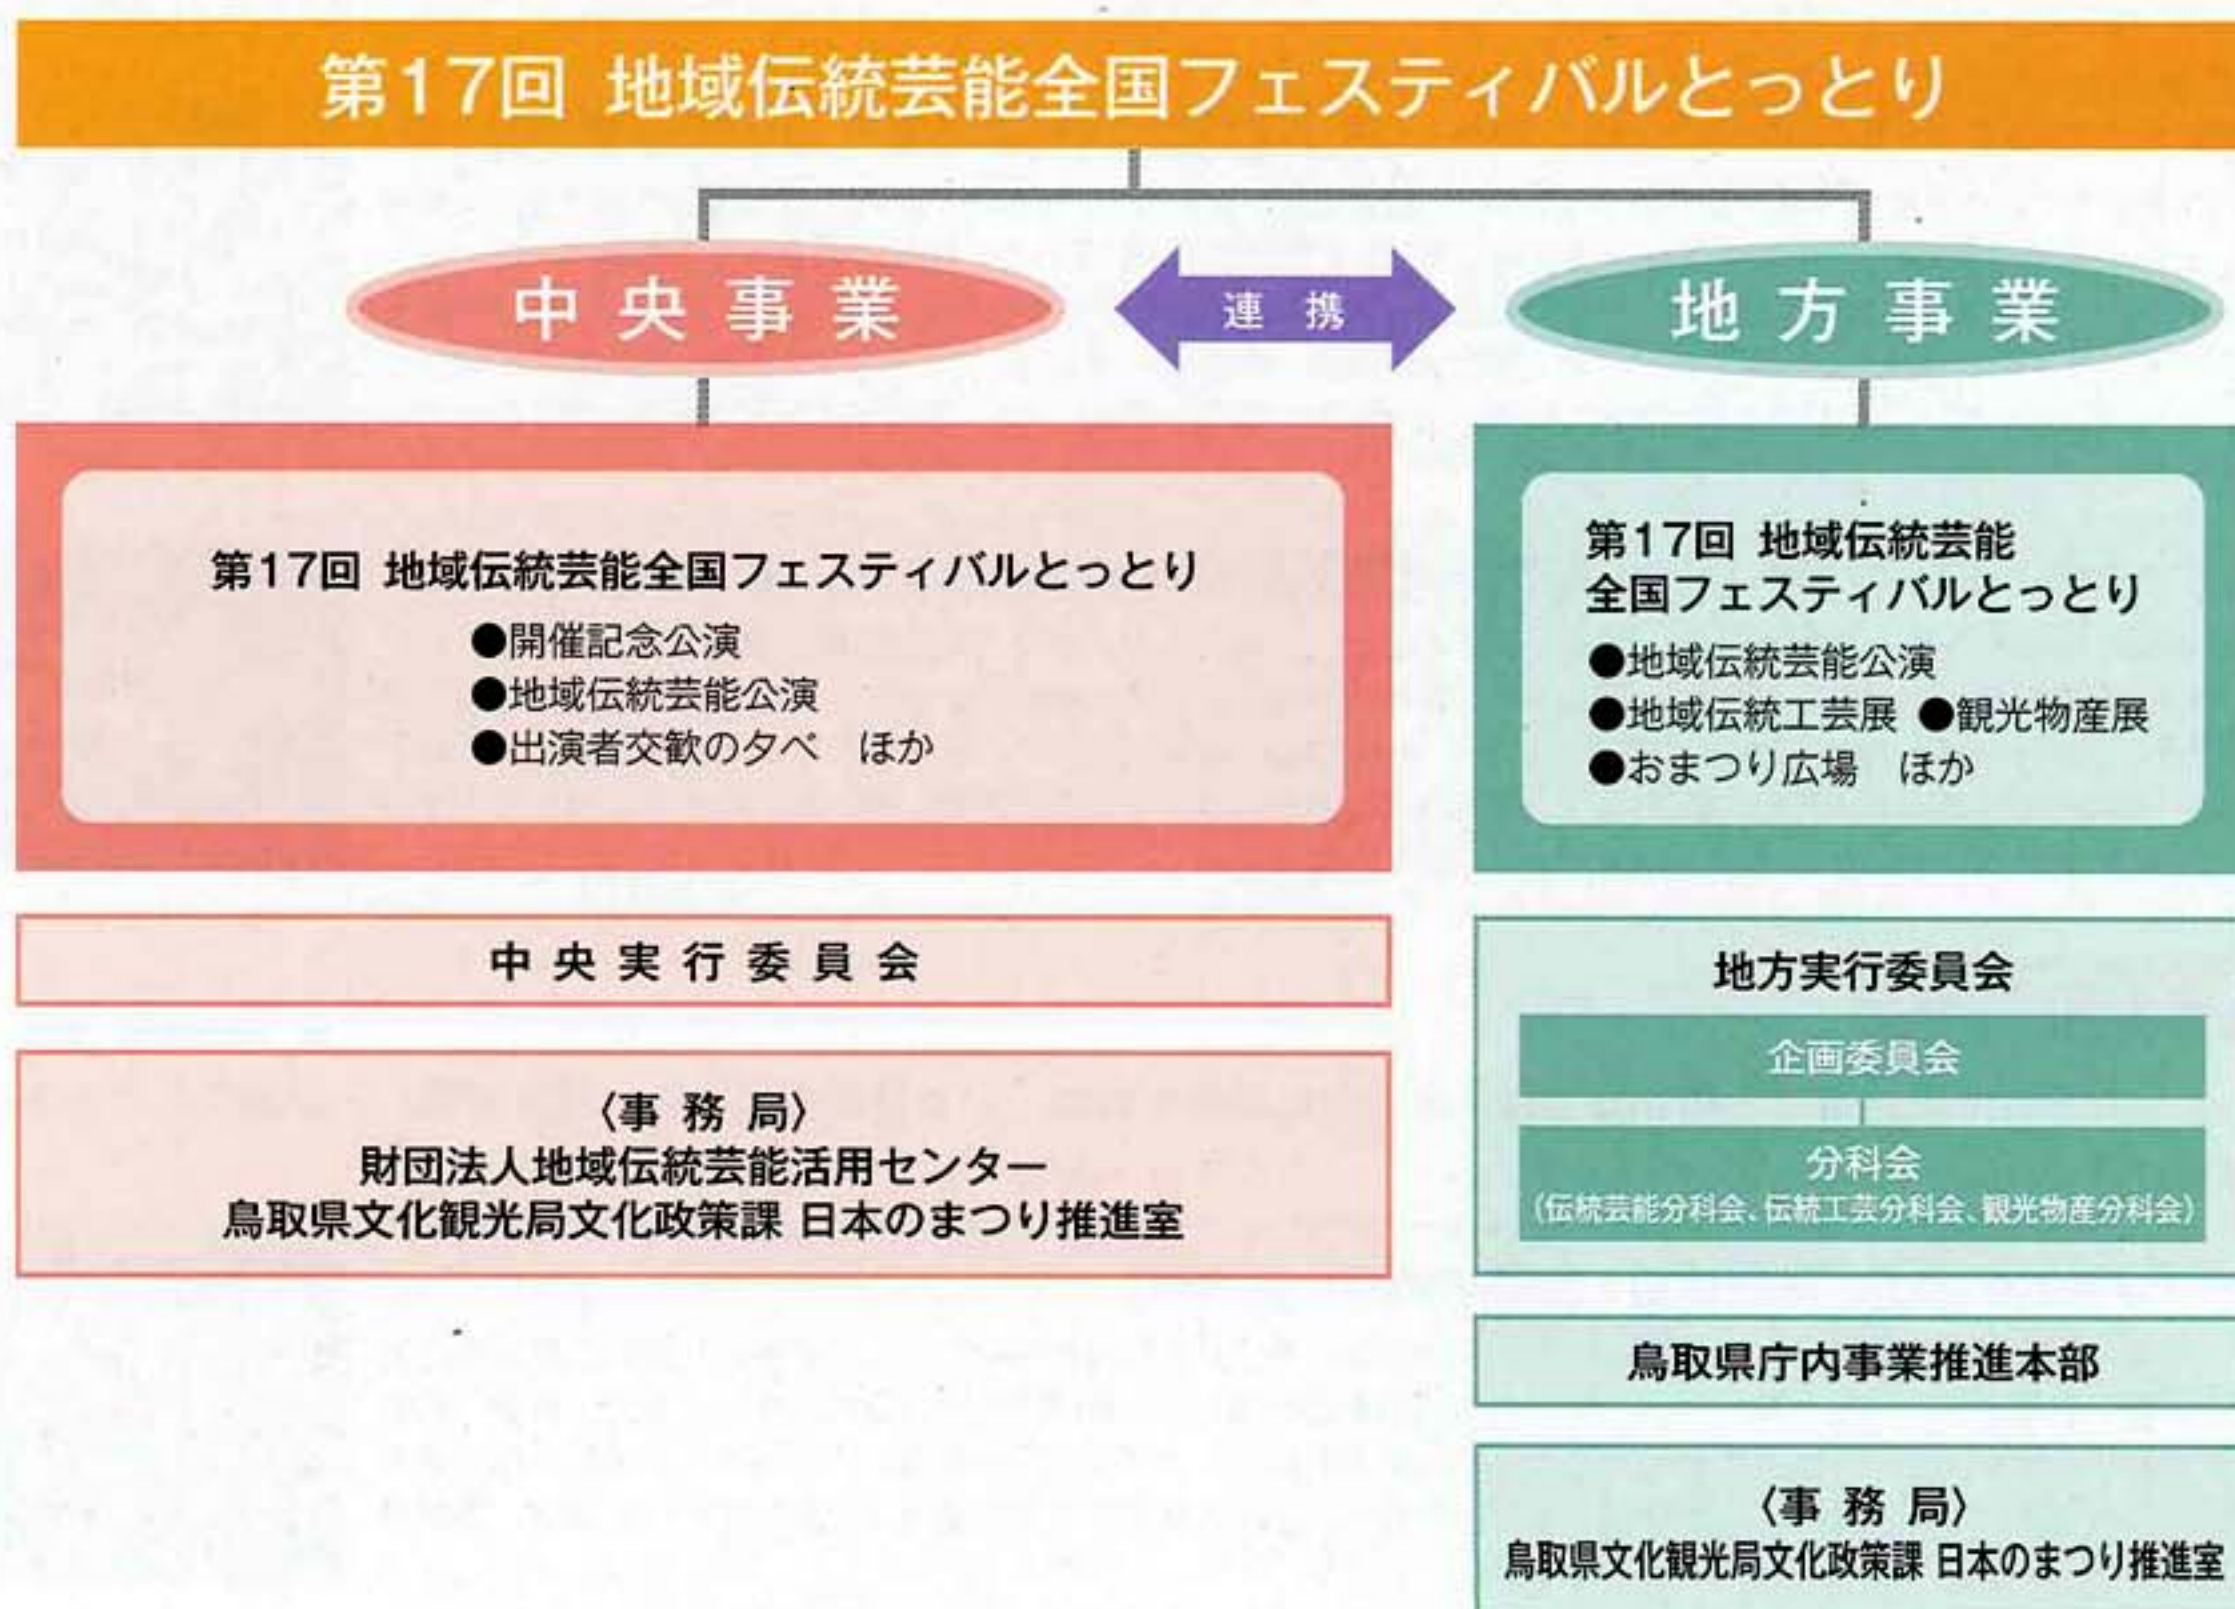 第17回 地域伝統芸能全国フェスティバルとっとり
中央事業
連携
地方事業
第17回 地域伝統芸能全国フェスティバルとっとり
●開催記念公演
●地域伝統芸能公演
●出演者交歓の夕べ ほか
中央実行委員会
〈事務局〉
財団法人地域伝統芸能活用センター
鳥取県文化観光局文化政策課 日本のまつり推進室
第17回 地域伝統芸能
全国フェスティバルとっとり
●地域伝統芸能公演
●地域伝統工芸展 ●観光物産展
●おまつり広場 ほか
地方実行委員会
企画委員会
分科会
(伝統芸能分科会、伝統工芸分科会、観光物産分科会)
鳥取県庁内事業推進本部
〈事務局〉
鳥取県文化観光局文化政策課 日本のまつり推進室